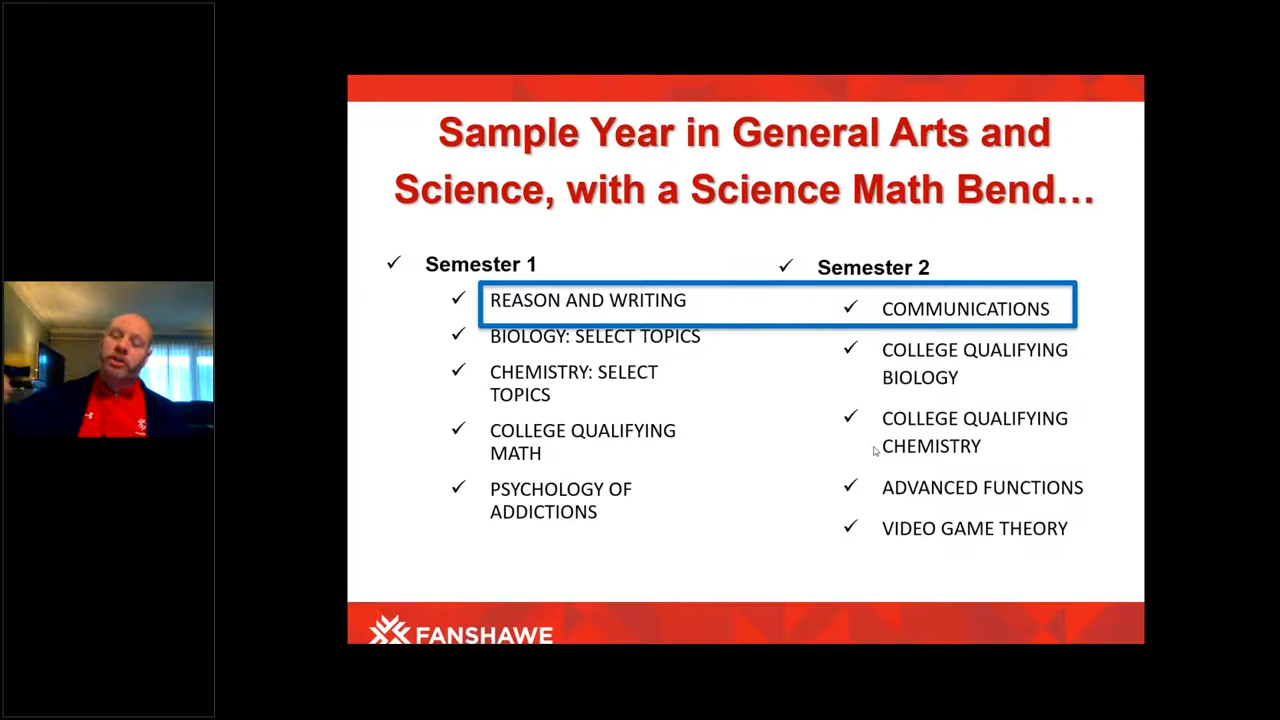 Sample Year in General Arts and
Science, with a Science Math Bend…
Semester 1
REASON AND WRITING
BIOLOGY: SELECT TOPICS
CHEMISTRY: SELECT
TOPICS
COLLEGE QUALIFYING
MATH
PSYCHOLOGY OF
ADDICTIONS
Semester 2
COMMUNICATIONS
COLLEGE QUALIFYING
BIOLOGY
COLLEGE QUALIFYING
CHEMISTRY
ADVANCED FUNCTIONS
VIDEO GAME THEORY
FANSHAWE